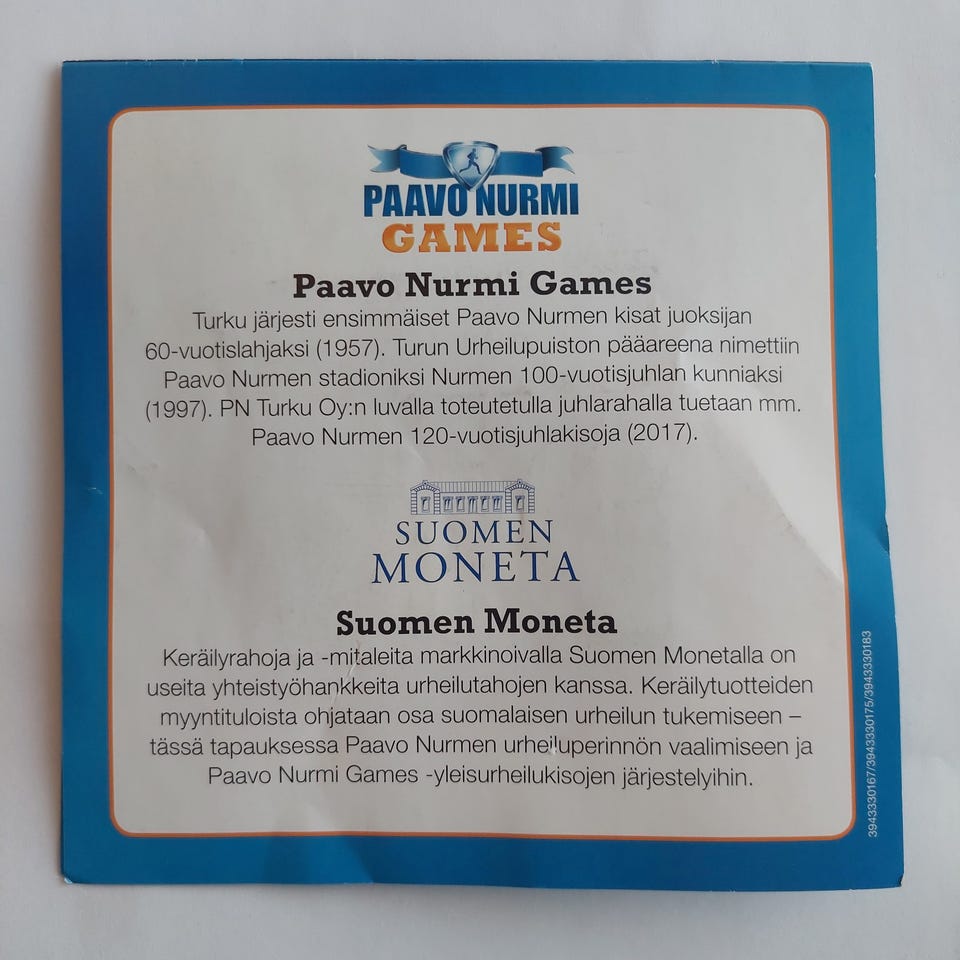 PAAVO NURMI
GAMES
Paavo Nurmi Games
Turku järjesti ensimmäiset Paavo Nurmen kisat juoksijan
60-vuotislahjaksi (1957). Turun Urheilupuiston pääareena nimettiin
Paavo Nurmen stadioniksi Nurmen 100-vuotisjuhlan kunniaksi
(1997). PN Turku Oy:n luvalla toteutetulla juhlarahalla tuetaan mm.
Paavo Nurmen 120-vuotisjuhlakisoja (2017).
SUOMEN
MONETA
Suomen Moneta
Keräilyrahoja ja -mitaleita markkinoivalla Suomen Monetalla on
useita yhteistyöhankkeita urheilutahojen kanssa. Keräilytuotteiden
myyntituloista ohjataan osa suomalaisen urheilun tukemiseen –
tässä tapauksessa Paavo Nurmen urheiluperinnön vaalimiseen ja
Paavo Nurmi Games -yleisurheilukisojen järjestelyihin.
3943330167/3943330175/3943330183